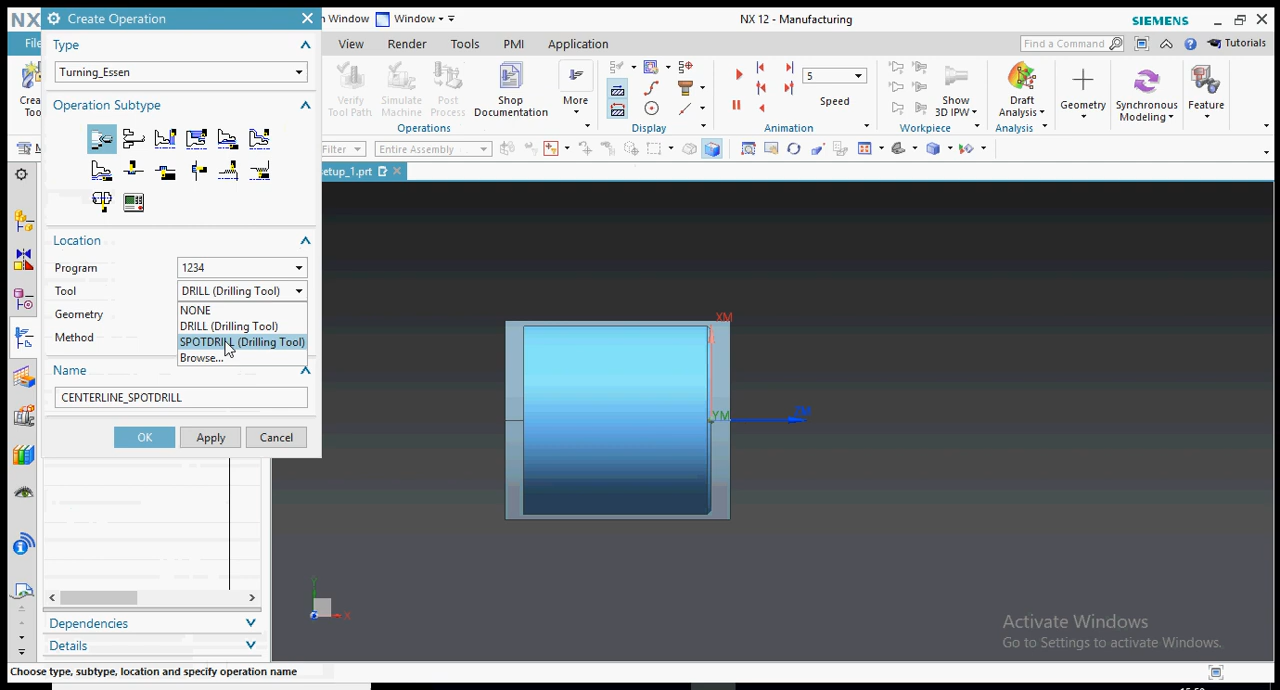 NX
Create Operation
n Window
Window
NX 12 - Manufacturing
SIEMENS
File
View
Render
Tools
PMI
Application
Find a Command
Tutorials
Type
Turning_Essen
Operation Subtype
Verify
Tool Path
Simulate
Machine
Post
Process
Shop
Documentation
More
Operations
Display
5
Speed
Animation
Show
3D IPW
Workpiece
Draft
Analysis
Analysis
Geometry
Synchronous
Modeling
Feature
Filter
Entire Assembly
etup_1.prt
Location
Program
1234
Tool
DRILL (Drilling Tool)
Geometry
NONE
DRILL (Drilling Tool)
Method
SPOTDRILL (Drilling Tool)
Browse...
Name
CENTERLINE_SPOTDRILL
OK
Apply
Cancel
XM
YM
ZM
Y
X
Dependencies
Details
Activate Windows
Go to Settings to activate Windows.
Choose type, subtype, location and specify operation name